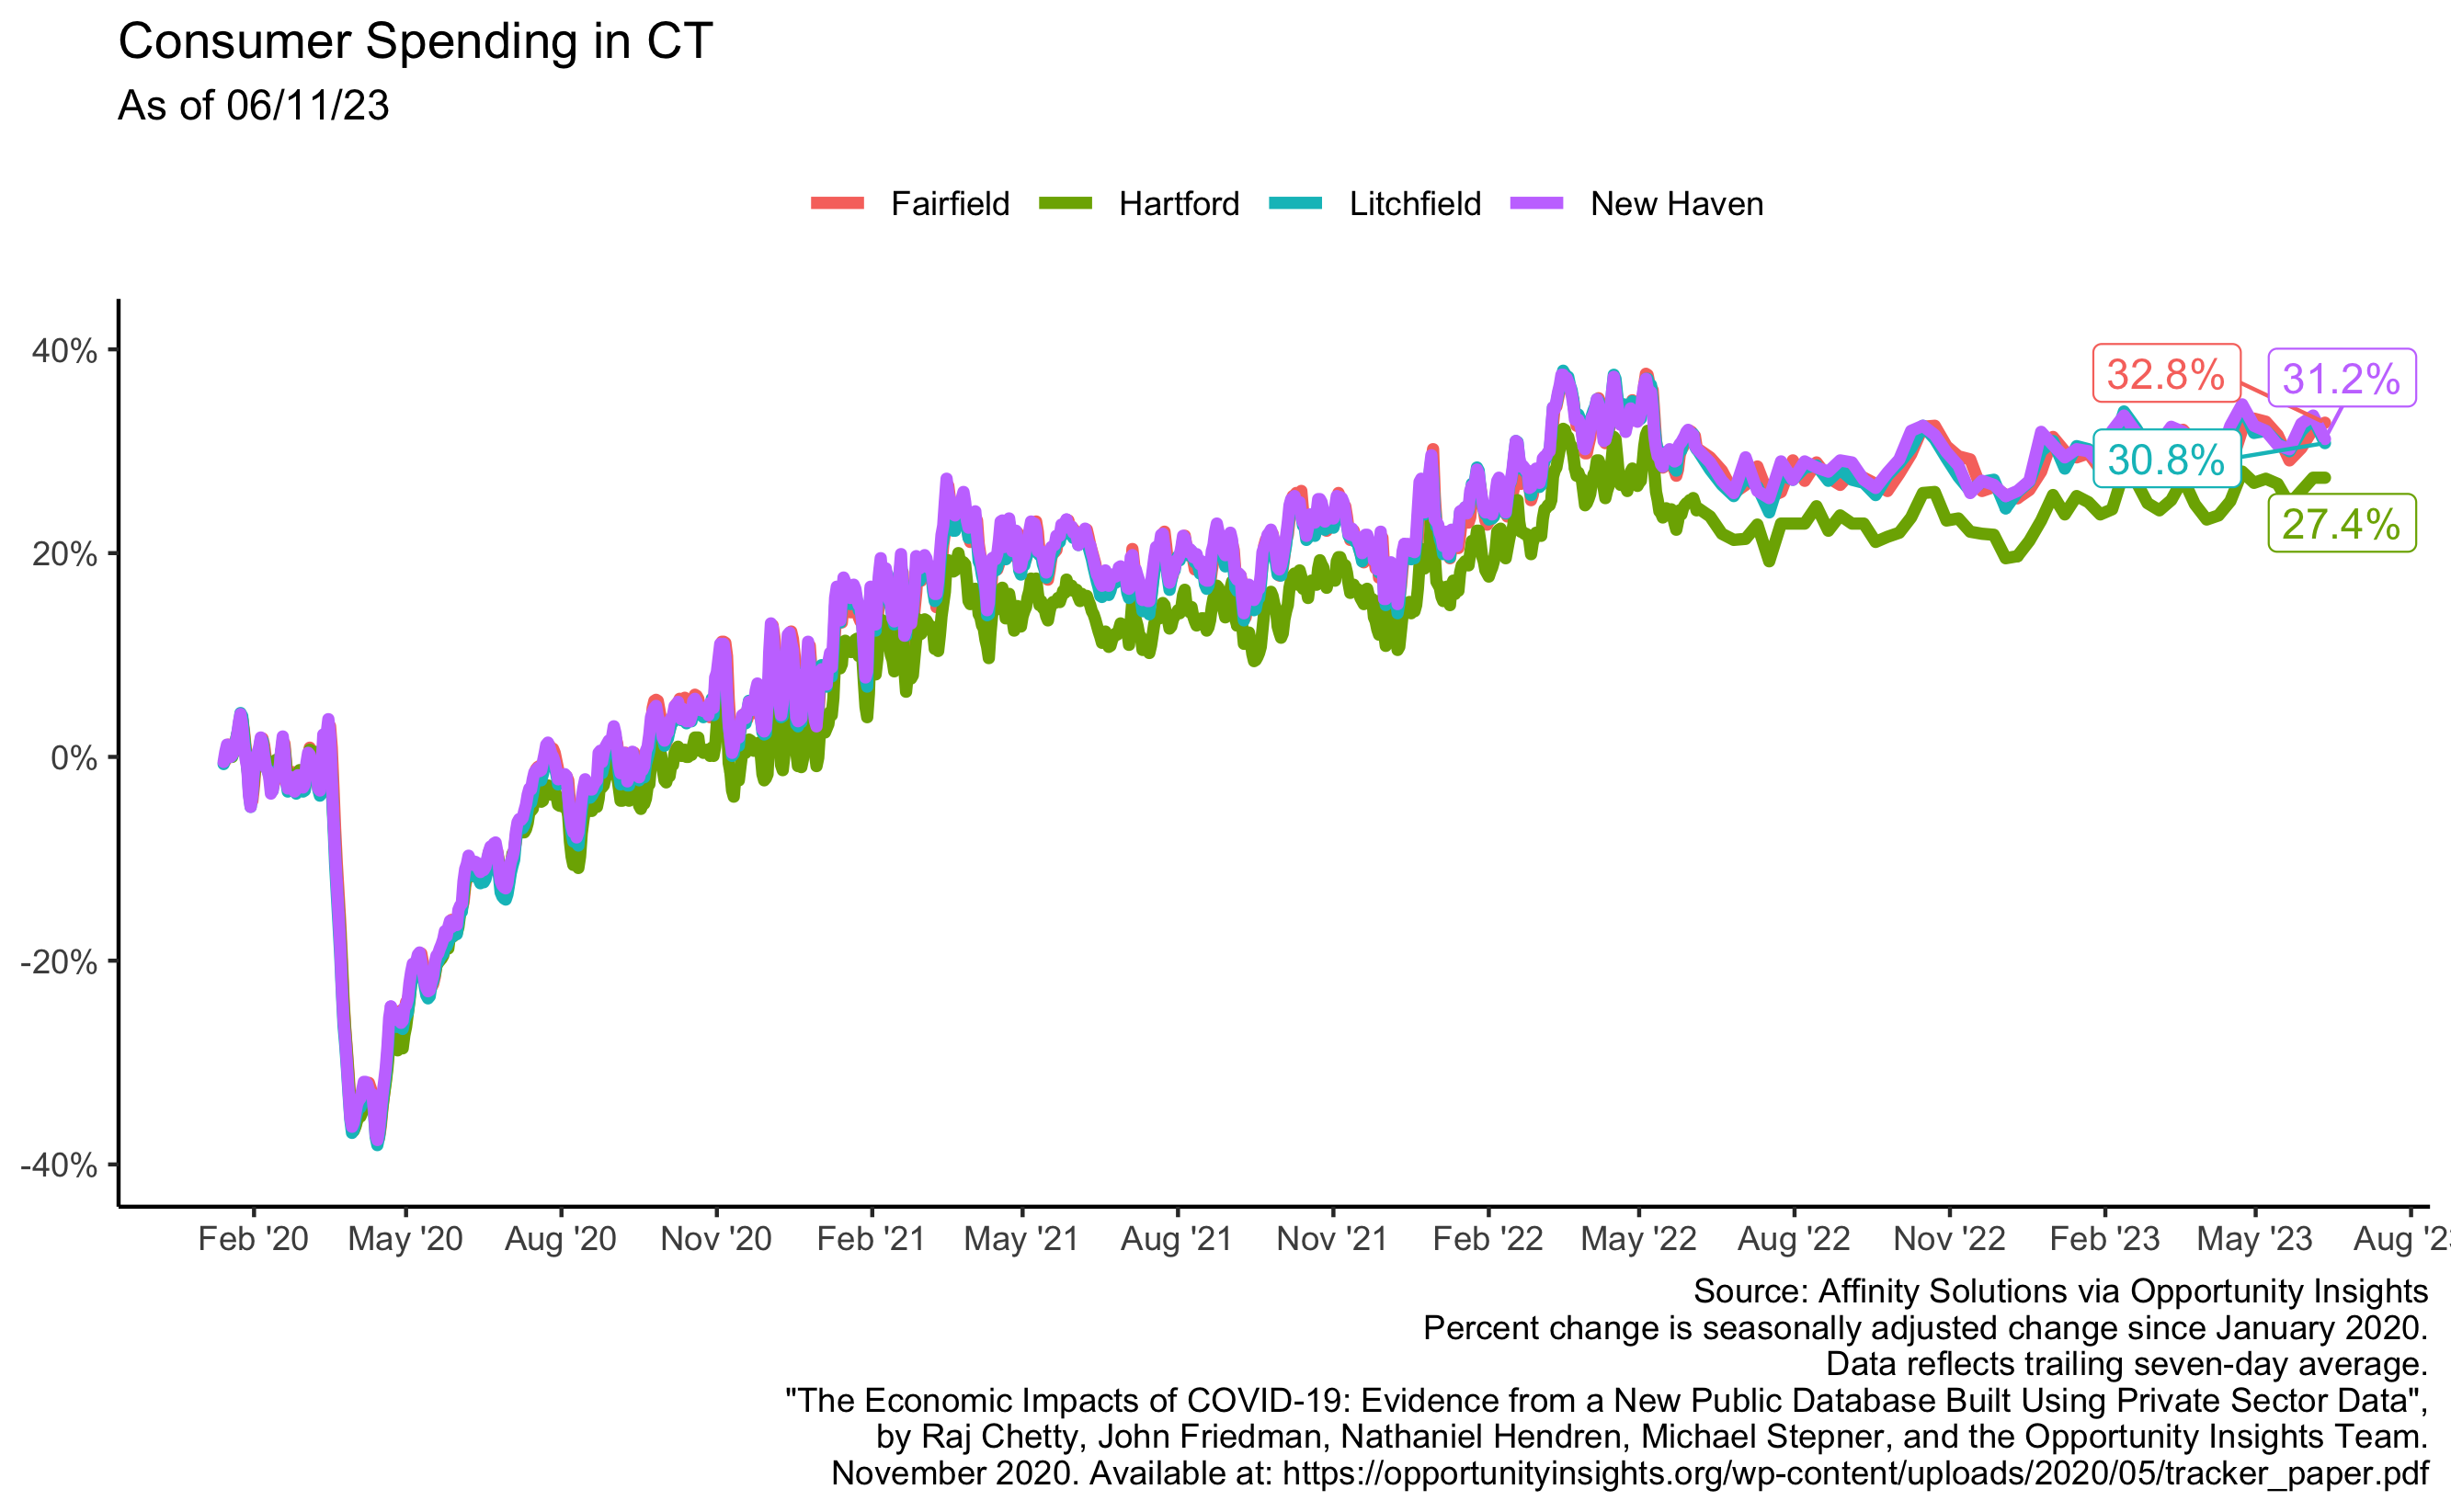 Consumer Spending in CT
As of 06/11/23
Fairfield Hartford Litchfield New Haven
40%
20%
0%
-20%
-40%
32.8%
31.2%
30.8%
27.4%
Feb '20 May '20 Aug '20 Nov '20 Feb '21 May '21 Aug '21 Nov '21 Feb '22 May '22 Aug '22 Nov '22 Feb '23 May '23 Aug '2
Source: Affinity Solutions via Opportunity Insights
Percent change is seasonally adjusted change since January 2020.
Data reflects trailing seven-day average.
"The Economic Impacts of COVID-19: Evidence from a New Public Database Built Using Private Sector Data",
by Raj Chetty, John Friedman, Nathaniel Hendren, Michael Stepner, and the Opportunity Insights Team.
November 2020. Available at: https://opportunityinsights.org/wp-content/uploads/2020/05/tracker_paper.pdf